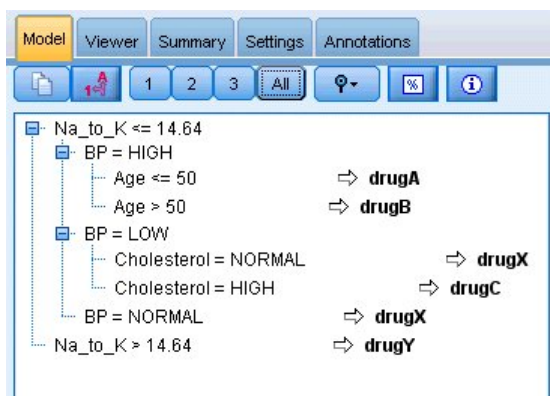 Model Viewer Summary Settings Annotations
1 2 3 All %
Na_to_K <= 14.64
BP = HIGH
Age <= 50 ⇨ drugA
Age > 50 ⇨ drugB
BP = LOW
Cholesterol = NORMAL ⇨ drugX
Cholesterol = HIGH ⇨ drugC
BP = NORMAL ⇨ drugX
Na_to_K > 14.64 ⇨ drugY